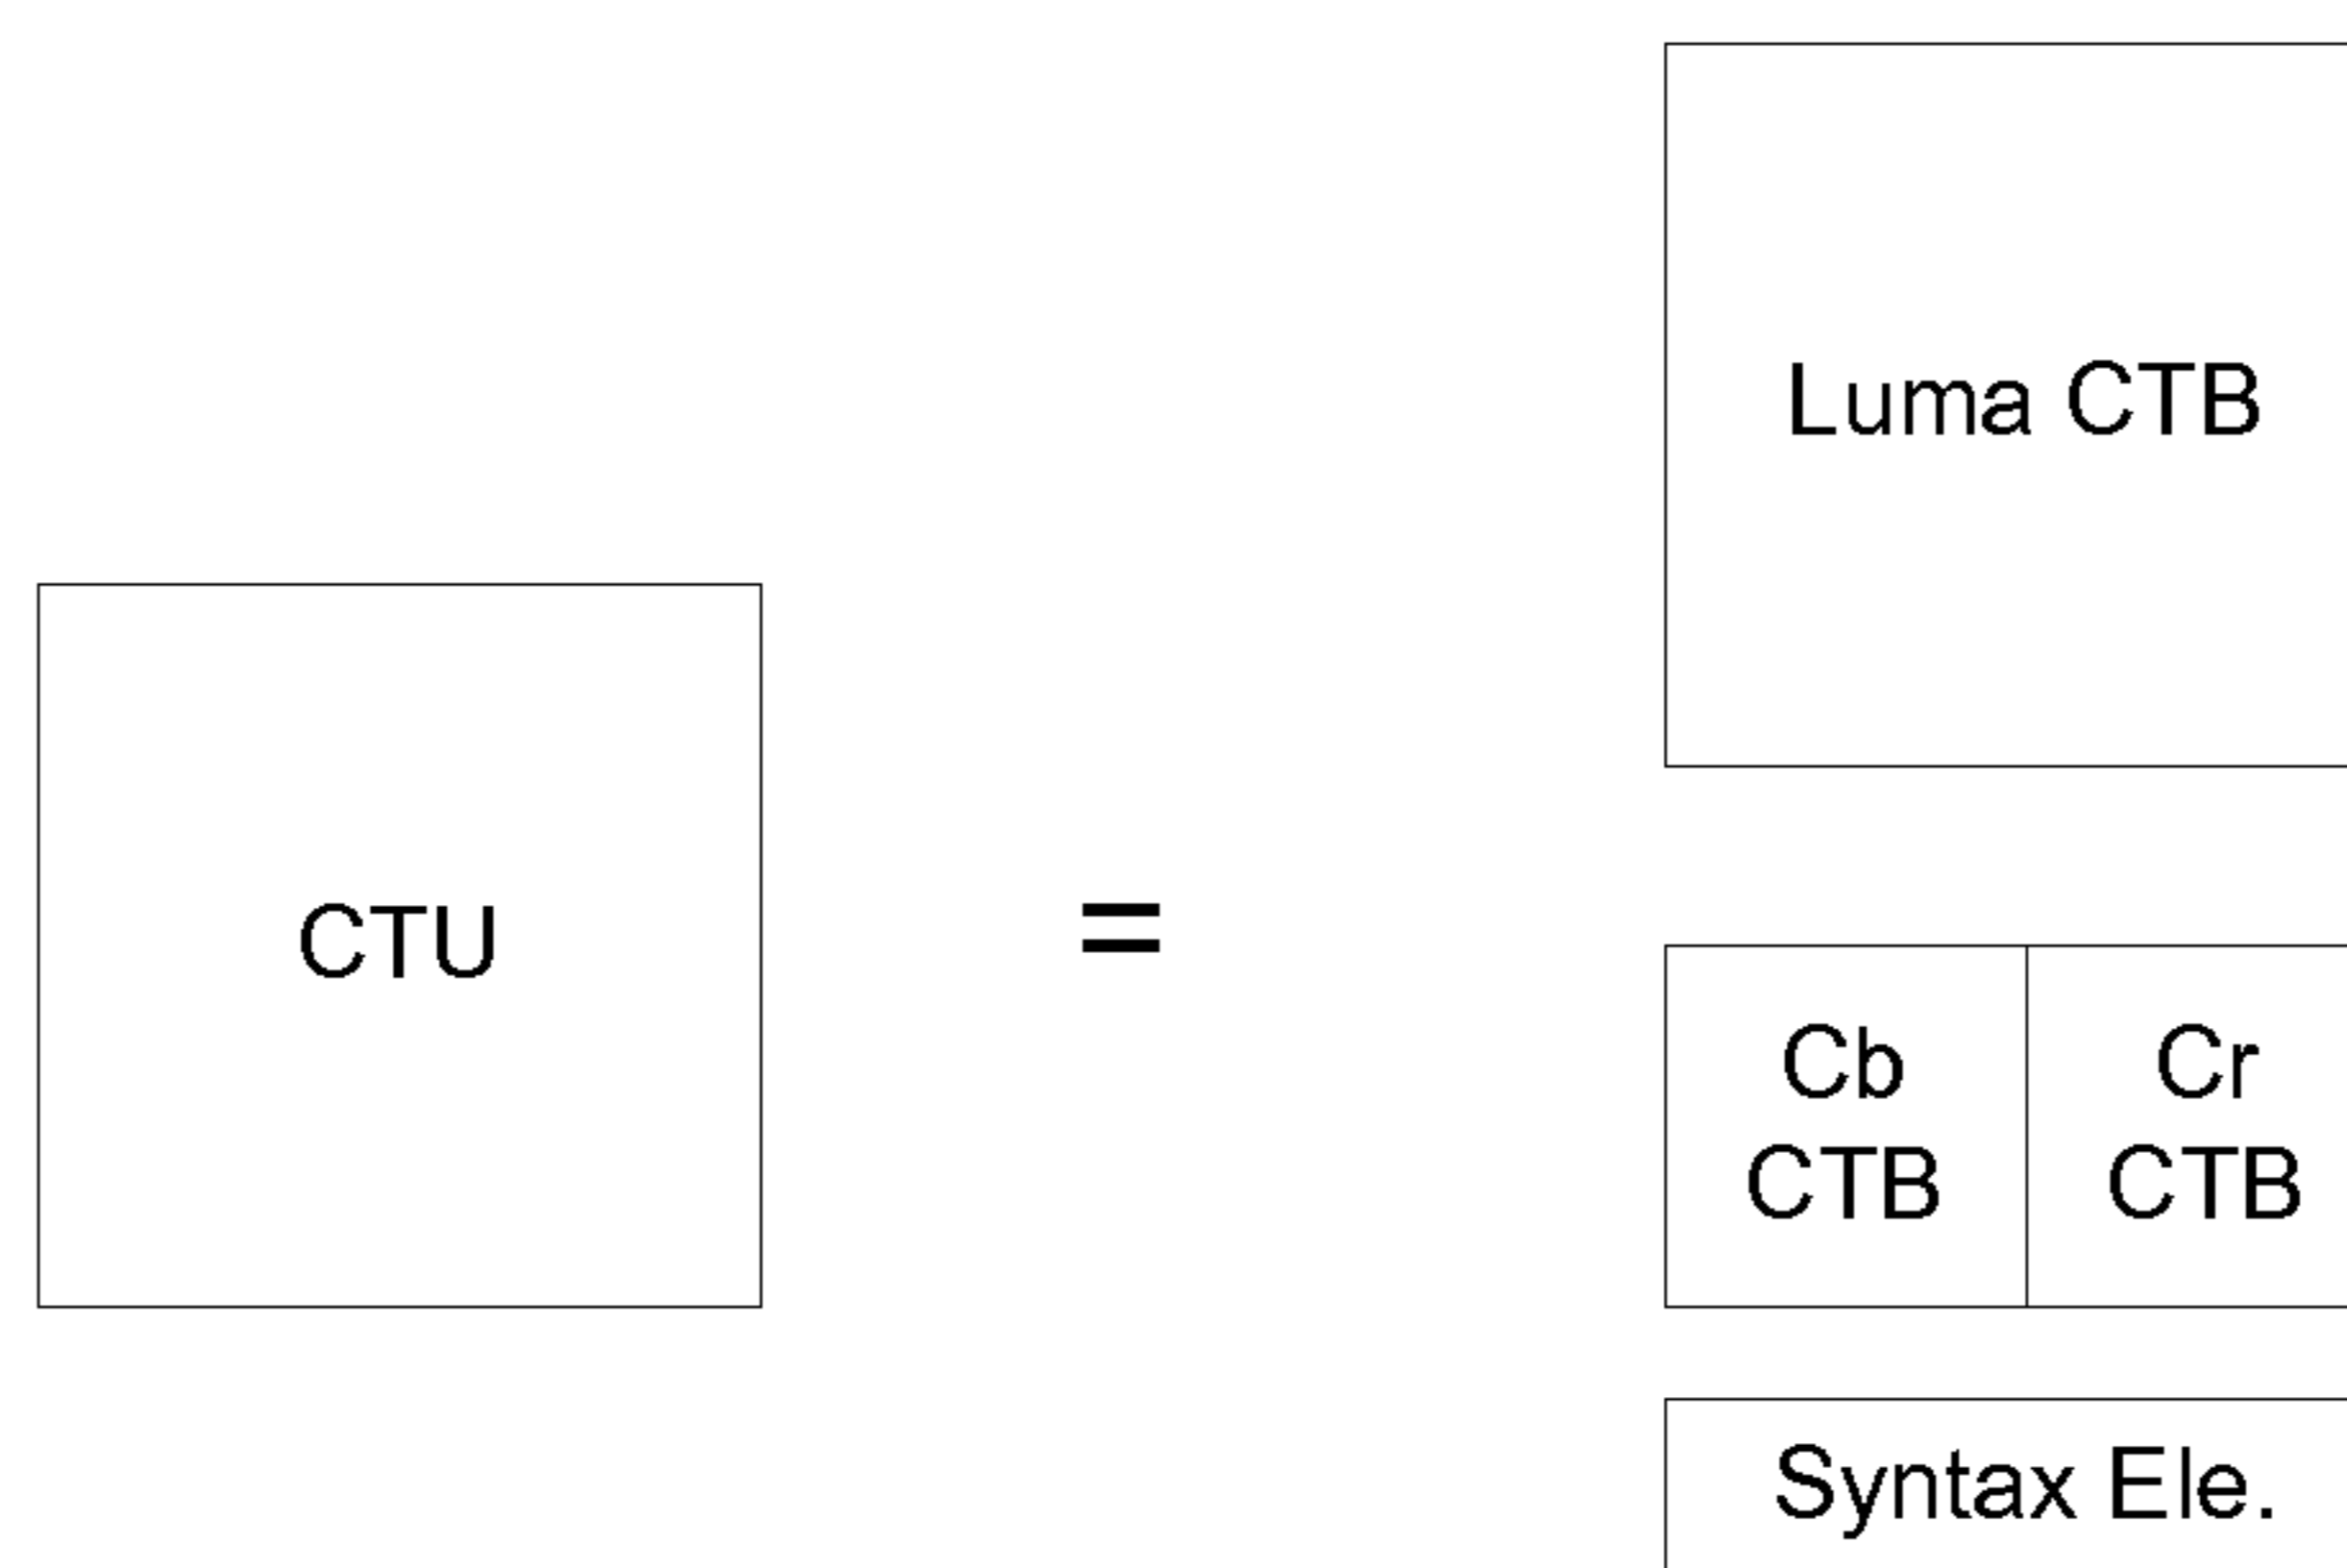 Luma CTB
CTU
=
Cb
CTB
Cr
CTB
Syntax Ele.